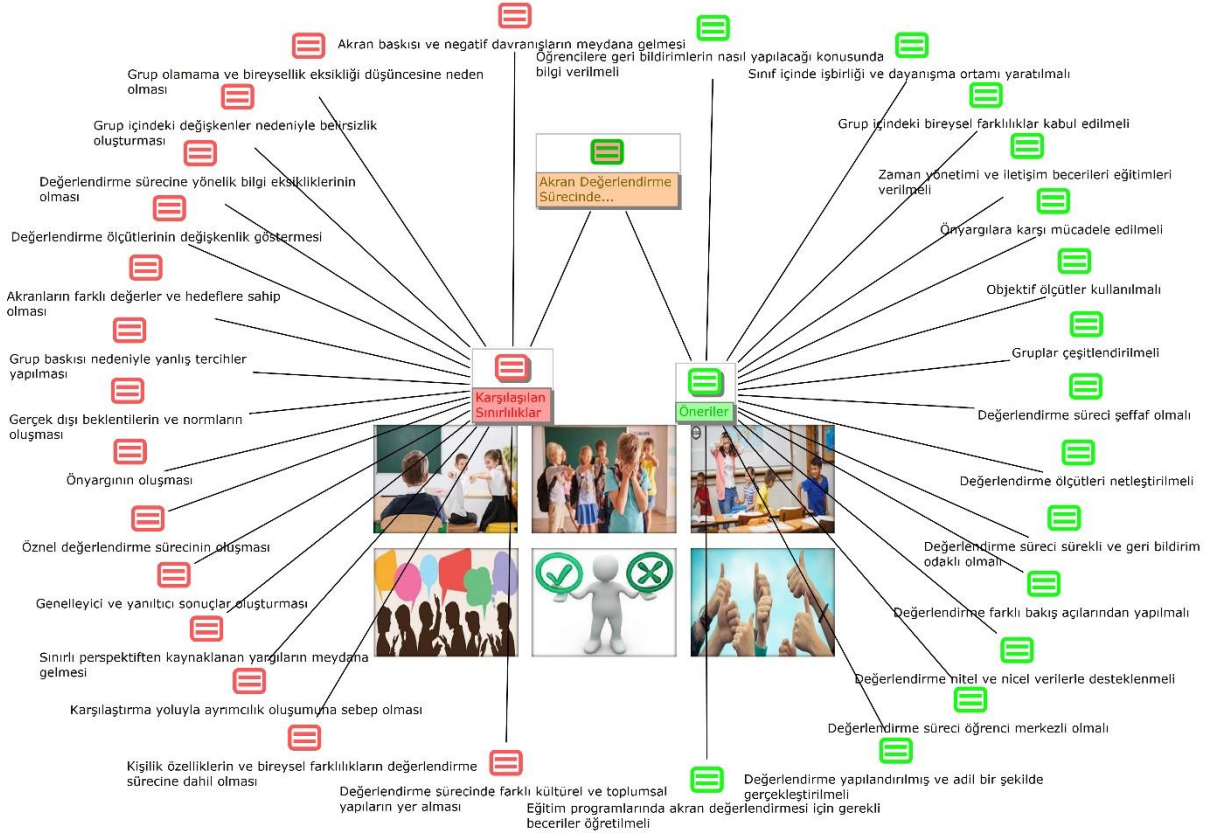 Akran Değerlendirme
Sürecinde...
Karşılaşılan
Sınırlılıklar
Akran baskısı ve negatif davranışların meydana gelmesi
Grup olamama ve bireysellik eksikliği düşüncesine neden
olması
Grup içindeki değişkenler nedeniyle belirsizlik
oluşturması
Değerlendirme sürecine yönelik bilgi eksikliklerinin
olması
Değerlendirme ölçütlerinin değişkenlik göstermesi
Akranların farklı değerler ve hedeflere sahip
olması
Grup baskısı nedeniyle yanlış tercihler
yapılması
Gerçek dışı beklentilerin ve normların
oluşması
Önyargının oluşması
Öznel değerlendirme sürecinin oluşması
Genelleyici ve yanıltıcı sonuçlar oluşturması
Sınırlı perspektiften kaynaklanan yargıların meydana
gelmesi
Karşılaştırma yoluyla ayrımcılık oluşumuna sebep olması
Kişilik özelliklerin ve bireysel farklılıkların değerlendirme
sürecine dahil olması
Değerlendirme sürecinde farklı kültürel ve toplumsal
yapıların yer alması
Öneriler
Öğrencilere geri bildirimlerin nasıl yapılacağı konusunda
bilgi verilmeli
Sınıf içinde işbirliği ve dayanışma ortamı yaratılmalı
Grup içindeki bireysel farklılıklar kabul edilmeli
Zaman yönetimi ve iletişim becerileri eğitimleri
verilmeli
Önyargılara karşı mücadele edilmeli
Objektif ölçütler kullanılmalı
Gruplar çeşitlendirilmeli
Değerlendirme süreci şeffaf olmalı
Değerlendirme ölçütleri netleştirilmeli
Değerlendirme süreci sürekli ve geri bildirim
odaklı olmalı
Değerlendirme farklı bakış açılarından yapılmalı
Değerlendirme nitel ve nicel verilerle desteklenmeli
Değerlendirme süreci öğrenci merkezli olmalı
Değerlendirme yapılandırılmış ve adil bir şekilde
gerçekleştirilmeli
Eğitim programlarında akran değerlendirmesi için gerekli
beceriler öğretilmeli